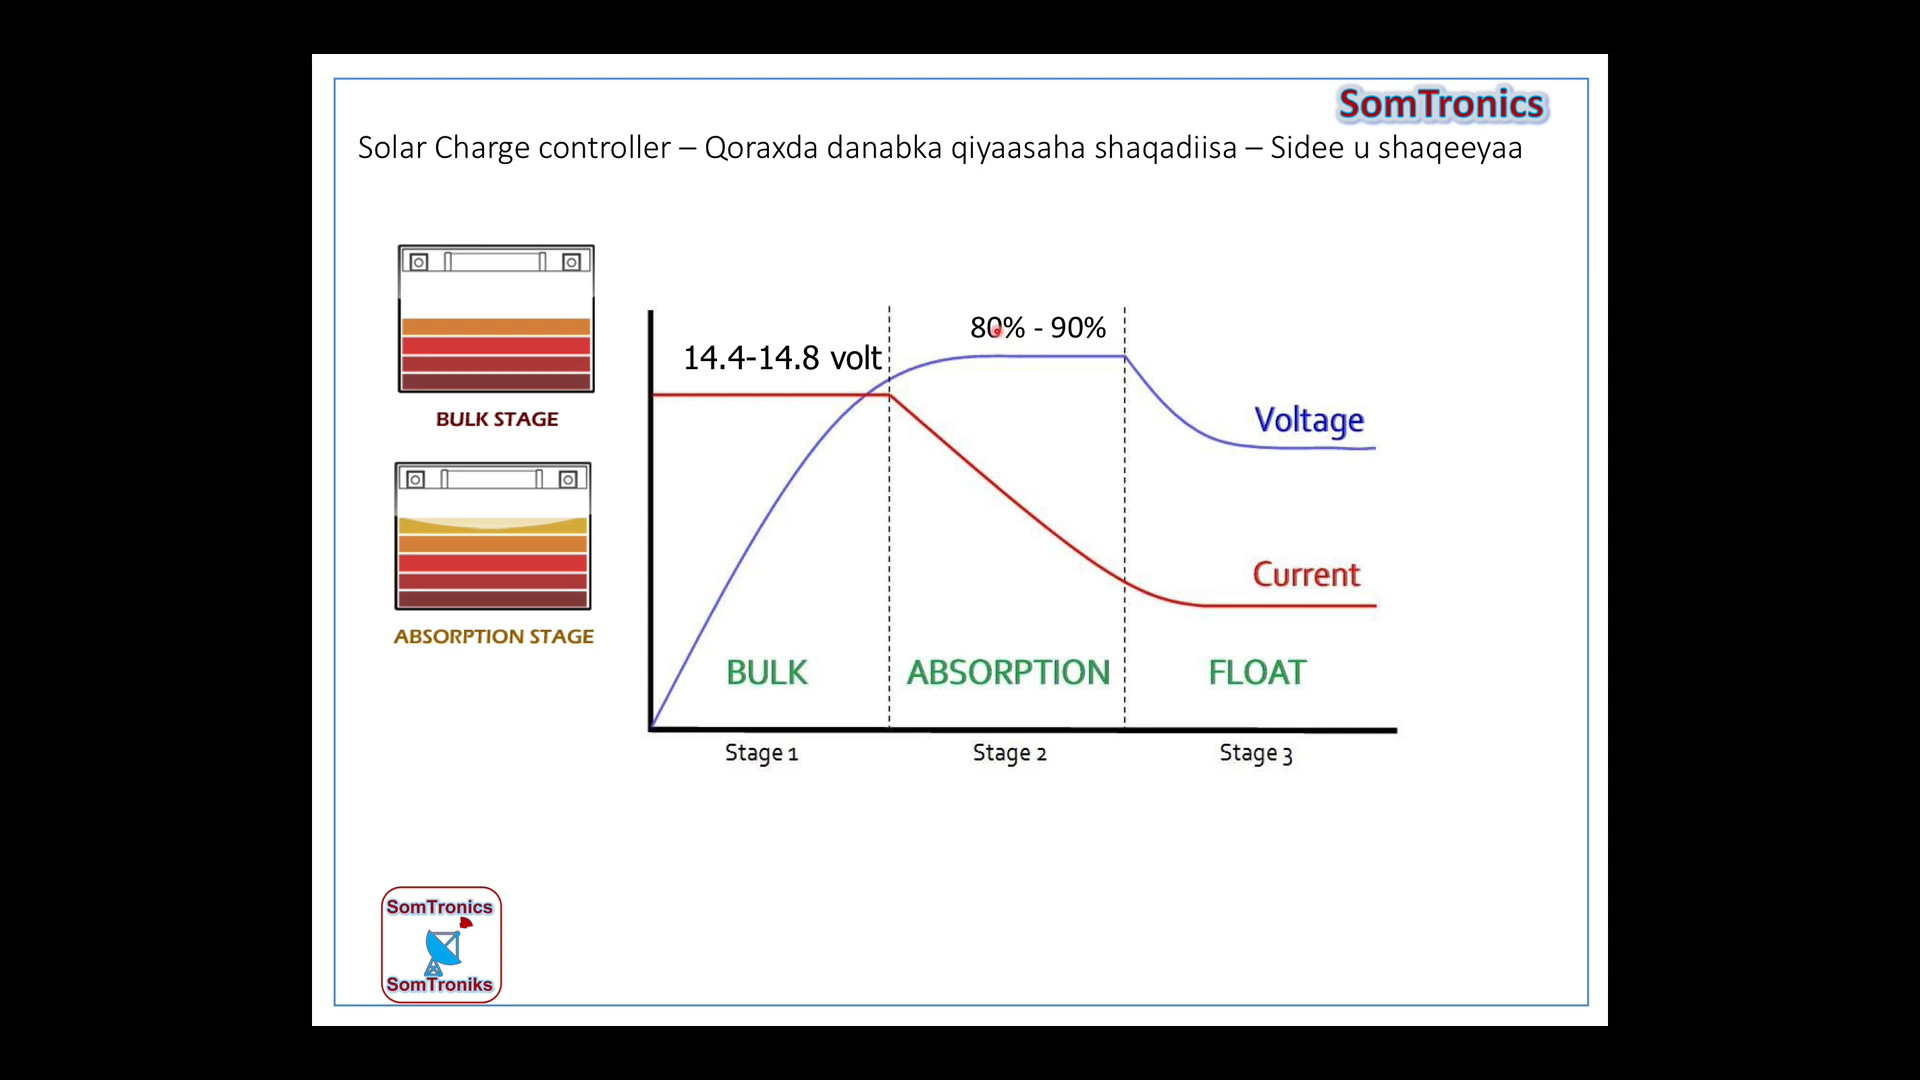 SomTronics
Solar Charge controller – Qoraxda danabka qiyaasaha shaqadiisa – Sidee u shaqeeyaa
BULK STAGE
ABSORPTION STAGE
14.4-14.8 volt
80% - 90%
Voltage
Current
BULK
ABSORPTION
FLOAT
Stage 1
Stage 2
Stage 3
SomTronics
SomTroniks